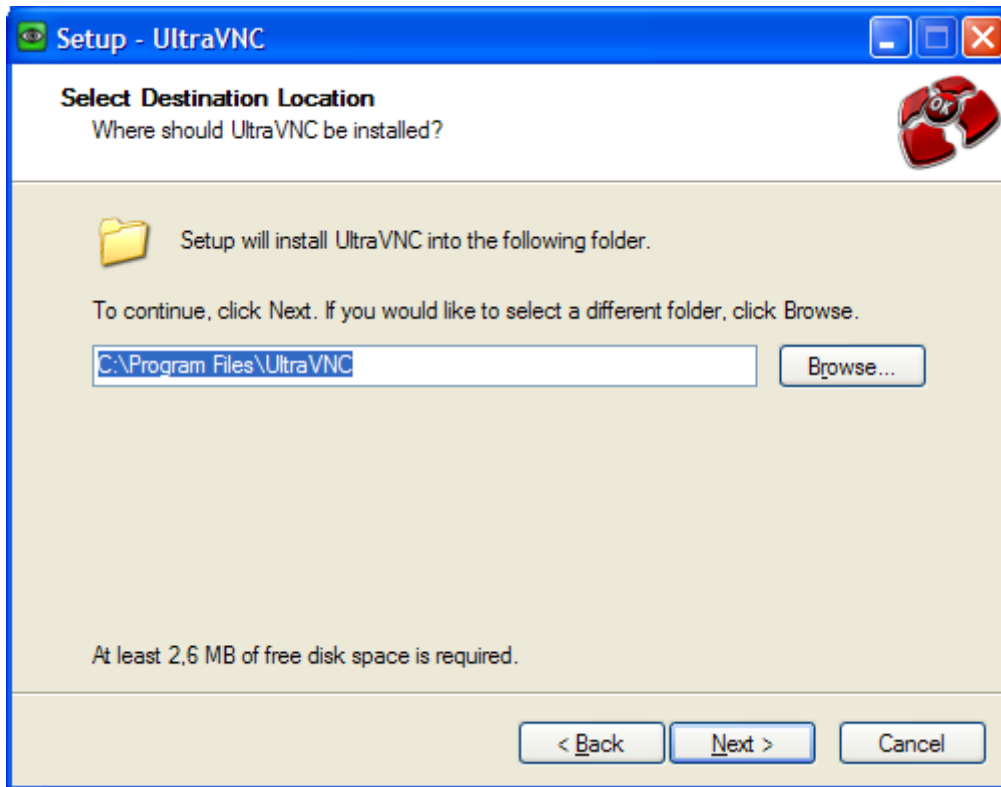 Setup - UltraVNC
Select Destination Location
Where should UltraVNC be installed?
OK
Setup will install UltraVNC into the following folder.
To continue, click Next. If you would like to select a different folder, click Browse.
C:\Program Files\UltraVNC
Browse...
At least 2,6 MB of free disk space is required.
< Back
Next >
Cancel